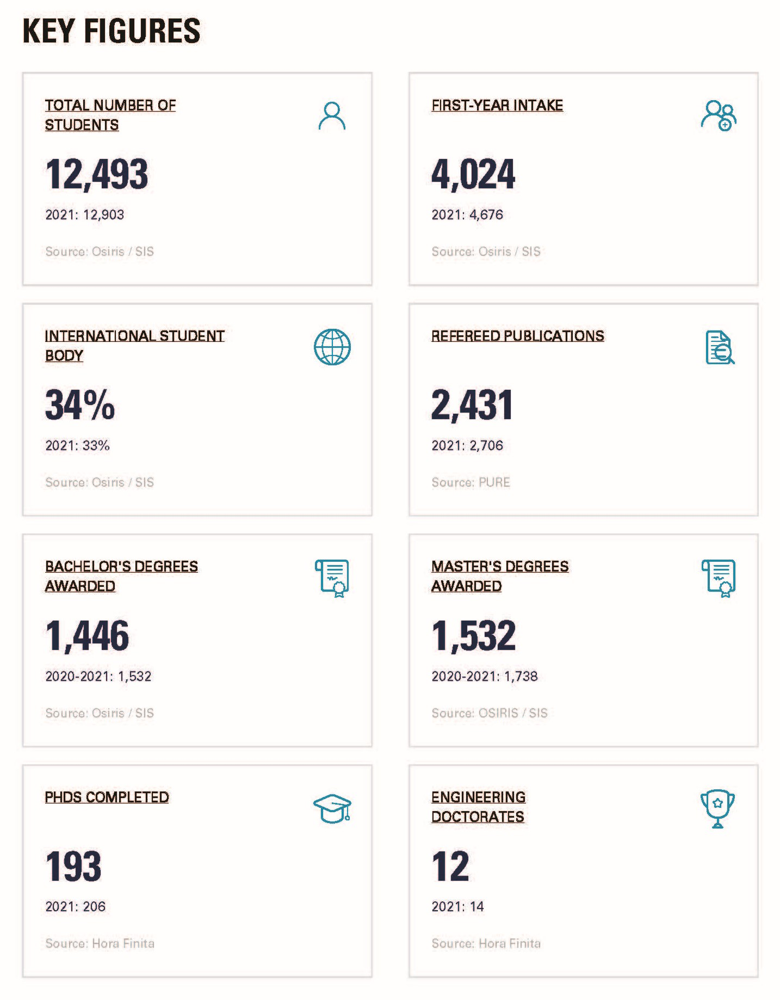 KEY FIGURES
TOTAL NUMBER OF
STUDENTS
12,493
2021: 12,903
Source: Osiris / SIS
FIRST-YEAR INTAKE
4,024
2021: 4,676
Source: Osiris / SIS
INTERNATIONAL STUDENT
BODY
34%
2021: 33%
Source: Osiris / SIS
REFEREED PUBLICATIONS
2,431
2021: 2,706
Source: PURE
BACHELOR'S DEGREES
AWARDED
1,446
2020-2021: 1,532
Source: Osiris / SIS
MASTER'S DEGREES
AWARDED
1,532
2020-2021: 1,738
Source: OSIRIS / SIS
PHDS COMPLETED
193
2021: 206
Source: Hora Finita
ENGINEERING
DOCTORATES
12
2021: 14
Source: Hora Finita